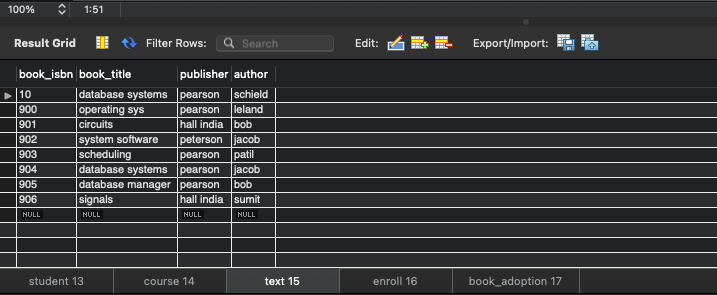 100% 1:51
Result Grid Filter Rows: Search Edit: Export/Import:
book_isbn book_title publisher author
10 database systems pearson schield
900 operating sys pearson leland
901 circuits hall india bob
902 system software peterson jacob
903 scheduling pearson patil
904 database systems pearson jacob
905 database manager pearson bob
906 signals hall india sumit
NULL NULL NULL NULL
student 13 course 14 text 15 enroll 16 book_adoption 17